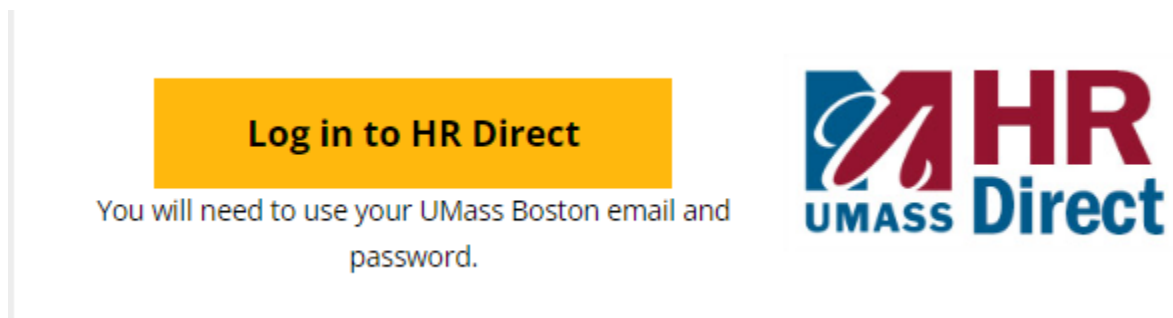 Log in to HR Direct
You will need to use your UMass Boston email and
password.
HR
UMASS Direct